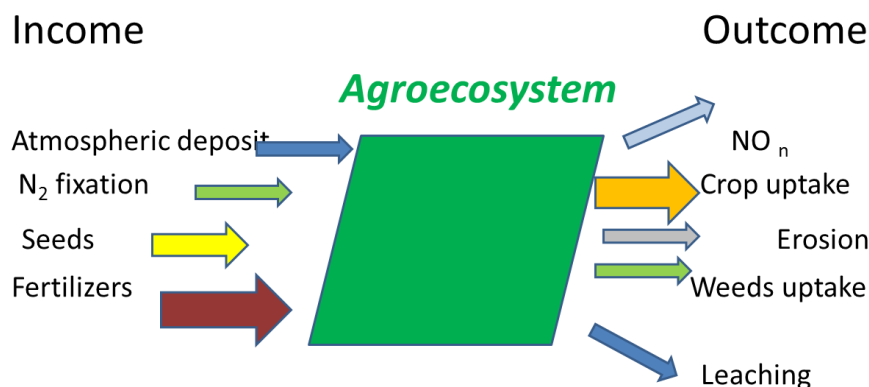 Income
Outcome
Agroecosystem
Atmospheric deposit
N₂ fixation
Seeds
Fertilizers
NO ₙ
Crop uptake
Erosion
Weeds uptake
Leaching